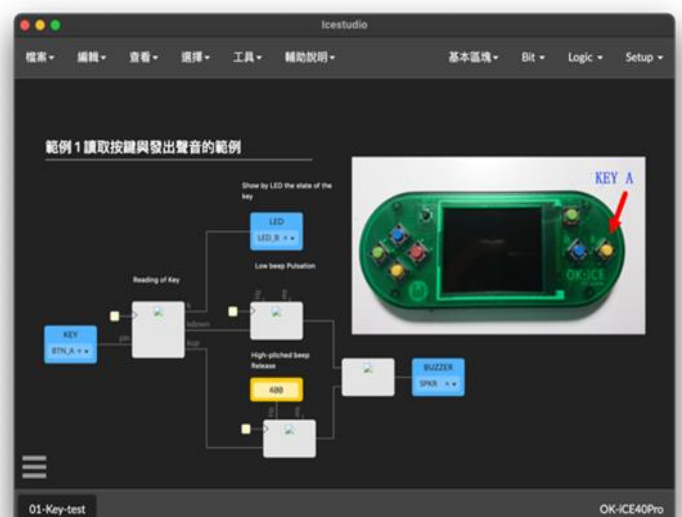 Icestudio
檔案 編輯 查看 選擇 工具 輔助說明 基本區塊 Bit Logic Setup
範例 1 讀取按鍵與發出聲音的範例
KEY A
Show by LED the state of the
key
LED
LED_R
Low beep Pulsation
Reading of Key
s
kdown
kup
pin
KEY
BTN_A
High-pitched beep
Release
400
BUZZER
SPKR
OK-iCE
01-Key-test
OK-iCE40Pro